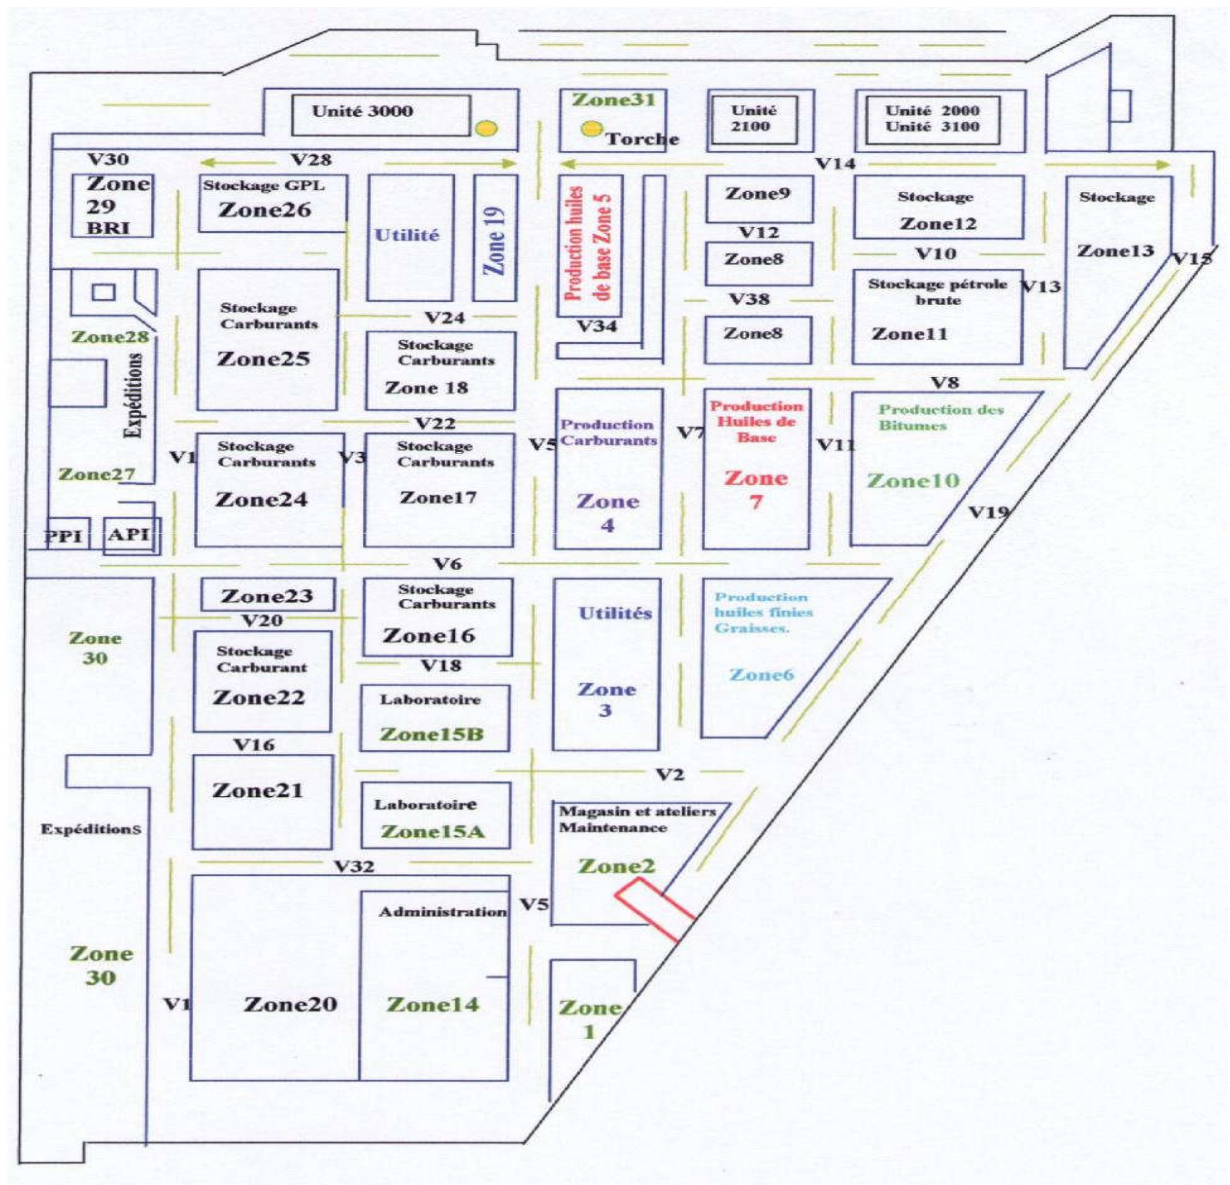 Unité 3000
Zone31
Torche
Unité
2100
Unité 2000
Unité 3100
V30
V28
V14
Zone
29
BRI
Stockage GPL
Zone26
Utilité
Zone 19
Production huiles
de base Zone 5
Zone9
V12
Zone8
V38
Zone8
Stockage
Zone12
V10
Stockage pétrole
brute
Zone11
V13
Stockage
Zone13
V15
Zone28
Expéditions
Zone27
Stockage
Carburants
Zone25
V24
Stockage
Carburants
Zone 18
V34
V8
V22
V1
Stockage
Carburants
Zone24
V3
Stockage
Carburants
Zone17
V5
Production
Carburants
Zone
4
V7
Production
Huiles de
Base
Zone
7
V11
Production des
Bitumes
Zone10
V19
PPI
API
V6
Zone
30
Zone23
V20
Stockage
Carburant
Zone22
Stockage
Carburants
Zone16
V18
Utilités
Zone
3
Production
huiles finies
Graisses.
Zone6
Laboratoire
Zone15B
V16
V2
Zone21
Laboratoire
Zone15A
Magasin et ateliers
Maintenance
Zone2
Expéditions
V32
V5
Administration
Zone
30
V1
Zone20
Zone14
Zone
1